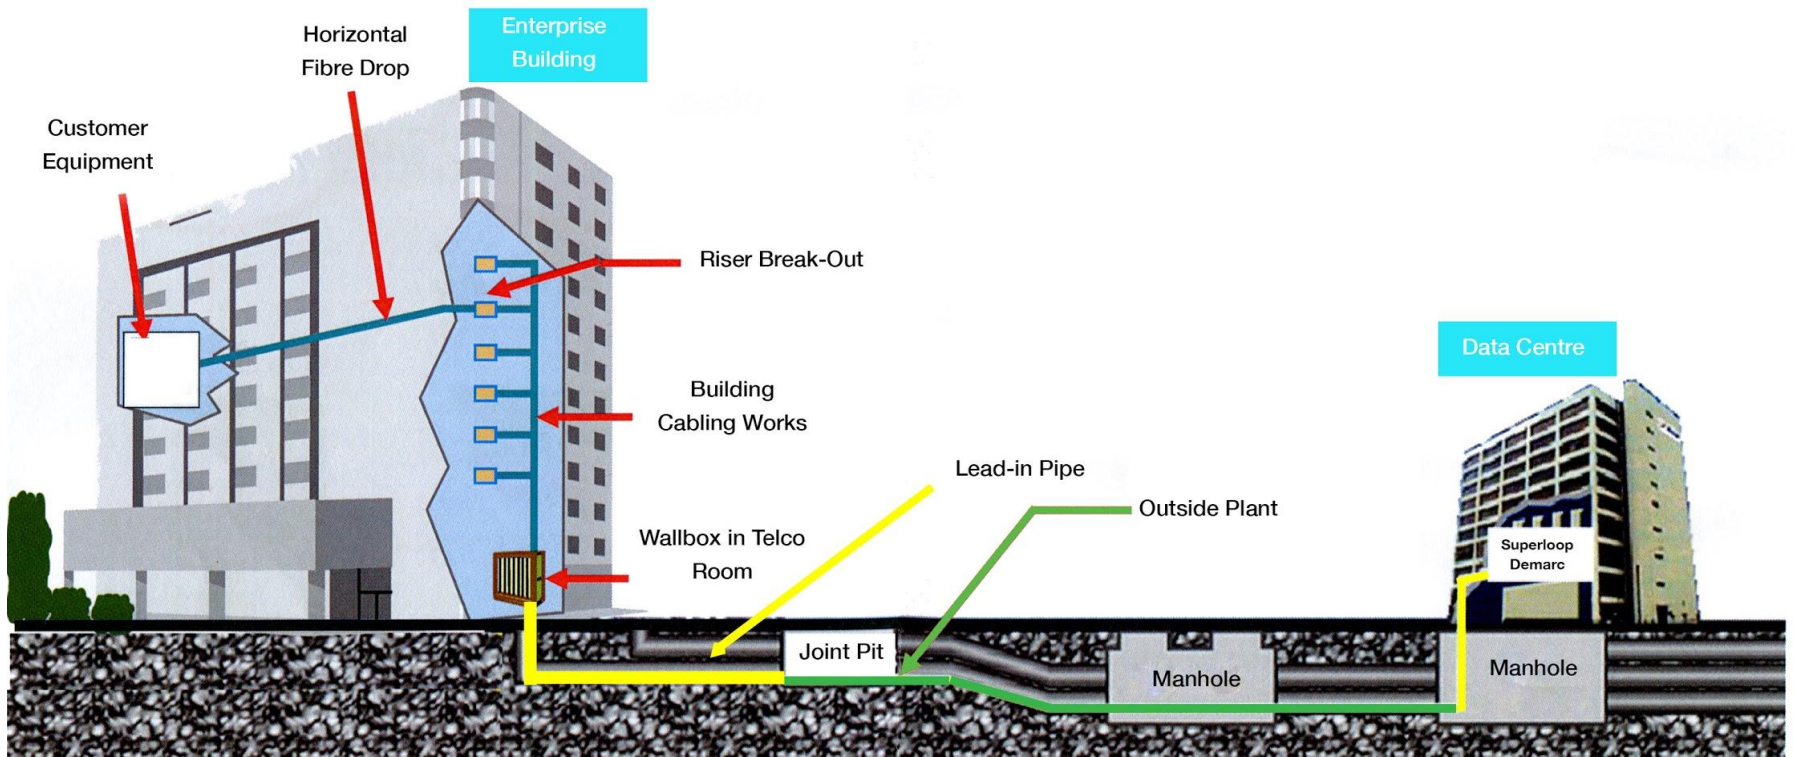 Enterprise
Building
Horizontal
Fibre Drop
Customer
Equipment
Riser Break-Out
Data Centre
Building
Cabling Works
Lead-in Pipe
Outside Plant
Wallbox in Telco
Room
Superloop
Demarc
Joint Pit
Manhole
Manhole